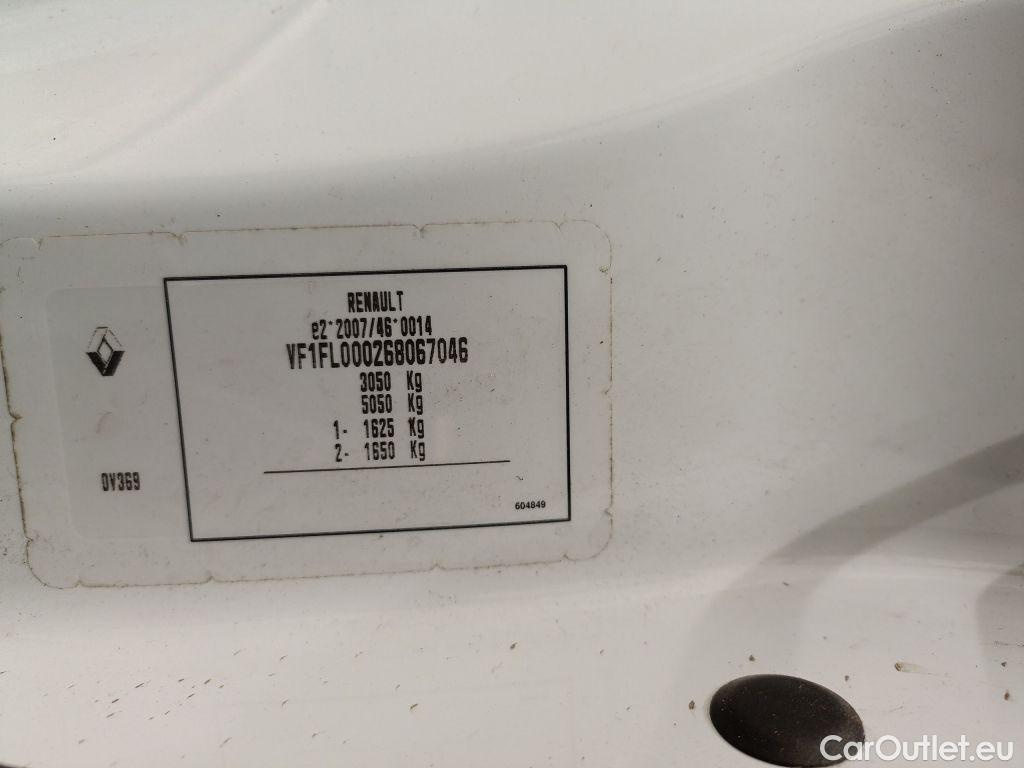 RENAULT
e2*2007/46*0014
VF1FL000268067046
3050 Kg
5050 Kg
1- 1625 Kg
2- 1650 Kg
DV369
604849
CarOutlet.eu